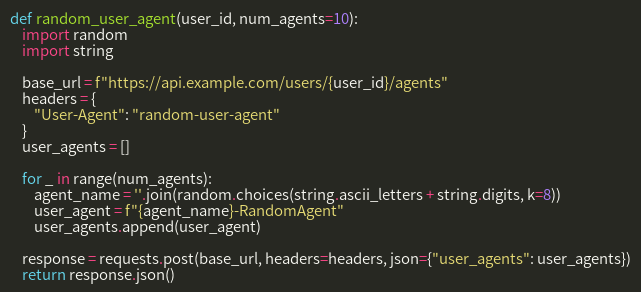 def random_user_agent(user_id, num_agents=10):
    import random
    import string

    base_url = f"https://api.example.com/users/{user_id}/agents"
    headers = {
        "User-Agent": "random-user-agent"
    }
    user_agents = []

    for _ in range(num_agents):
        agent_name = ''.join(random.choices(string.ascii_letters + string.digits, k=8))
        user_agent = f"{agent_name}-RandomAgent"
        user_agents.append(user_agent)

    response = requests.post(base_url, headers=headers, json={"user_agents": user_agents})
    return response.json()